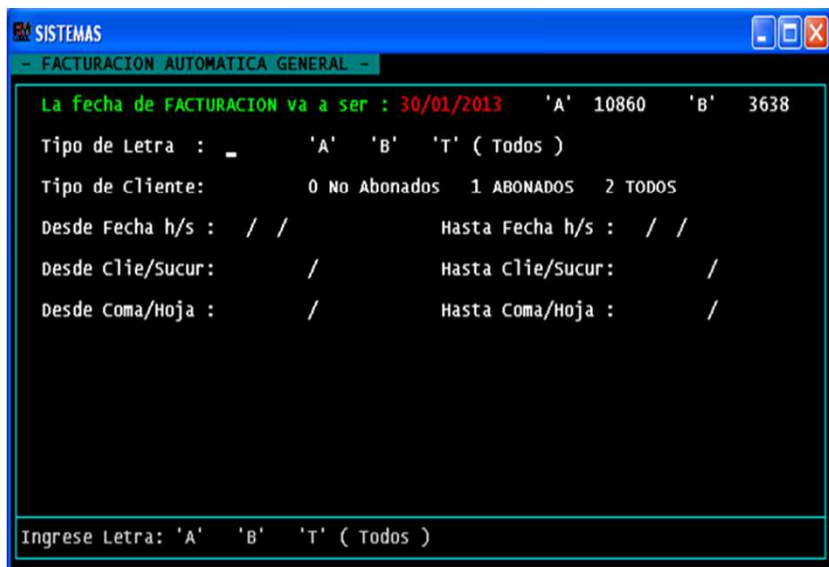 SISTEMAS
- FACTURACION AUTOMATICA GENERAL -
La fecha de FACTURACION va a ser : 30/01/2013 'A' 10860 'B' 3638
Tipo de Letra : _ 'A' 'B' 'T' ( Todos )
Tipo de Cliente: 0 No Abonados 1 ABONADOS 2 TODOS
Desde Fecha h/s : / / Hasta Fecha h/s : / /
Desde Clie/Sucur: / Hasta Clie/Sucur: /
Desde Coma/Hoja : / Hasta Coma/Hoja : /
Ingrese Letra: 'A' 'B' 'T' ( Todos )